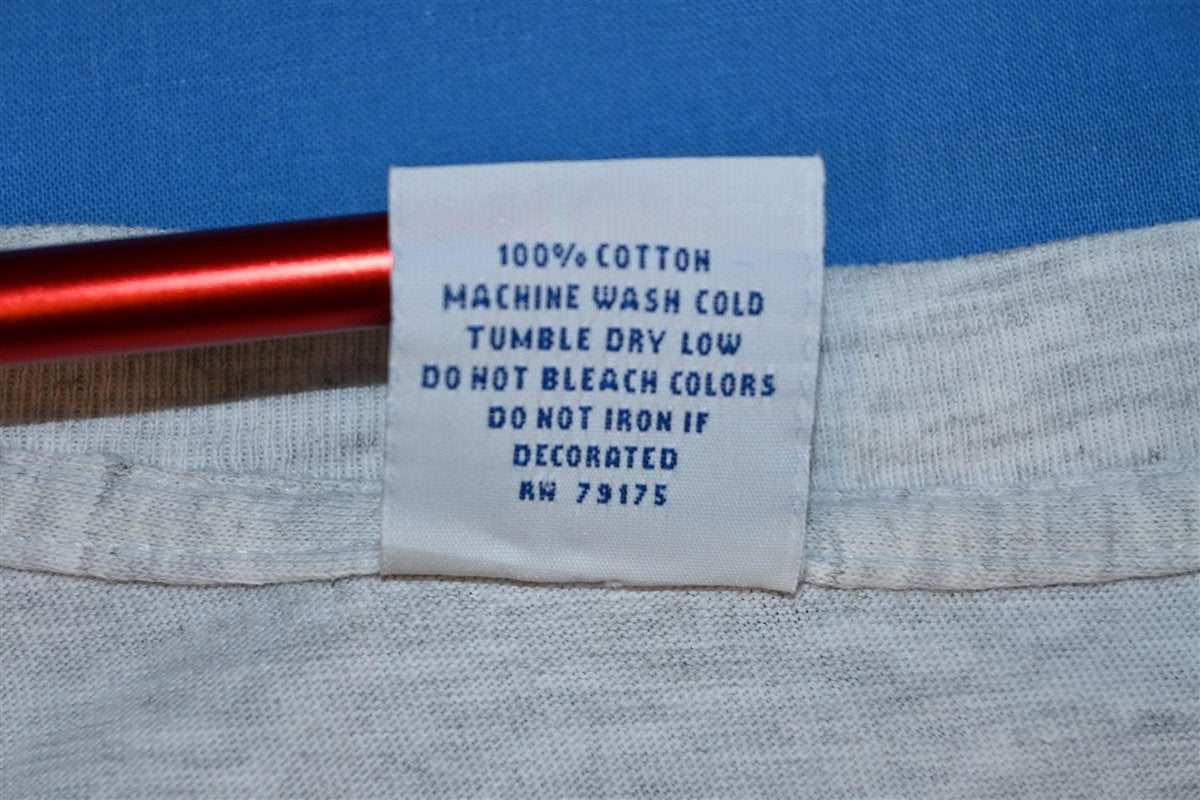 100% COTTON
MACHINE WASH COLD
TUMBLE DRY LOW
DO NOT BLEACH COLORS
DO NOT IRON IF
DECORATED
RN 79175